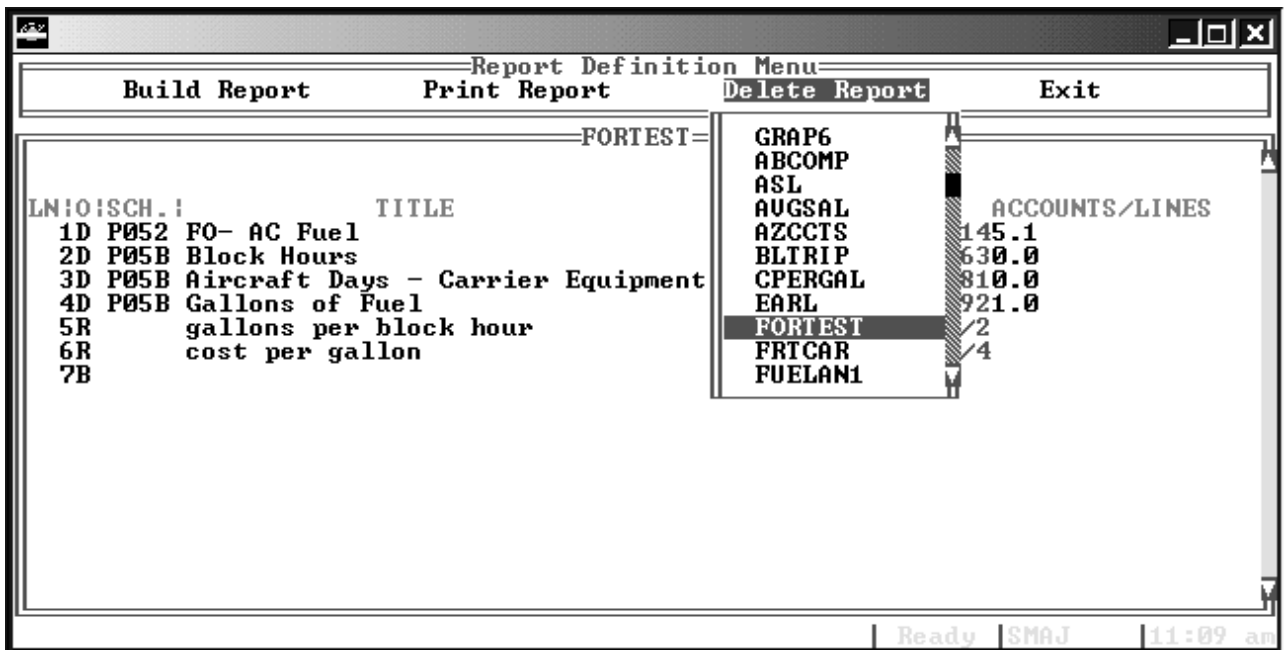 Report Definition Menu
Build Report Print Report Delete Report Exit
FORTEST
GRAP6
ABCOMP
ASL
AVGSAL
AZCCTS
BLTRIP
CPERGAL
EARL
FORTEST
FRTCAR
FUELAN1
LN|O|SCH.| TITLE ACCOUNTS/LINES
1D P052 FO- AC Fuel 145.1
2D P05B Block Hours 630.0
3D P05B Aircraft Days - Carrier Equipment 810.0
4D P05B Gallons of Fuel 921.0
5R gallons per block hour /2
6R cost per gallon /4
7B
Ready SMAJ 11:09 am